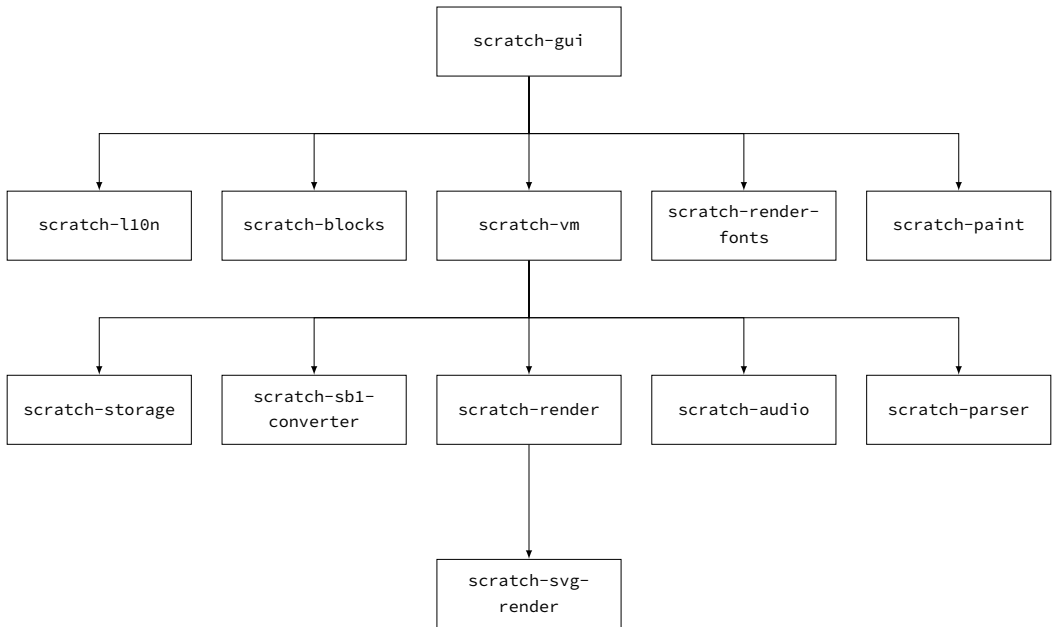 scratch-gui
scratch-l10n
scratch-blocks
scratch-vm
scratch-render-
fonts
scratch-paint
scratch-storage
scratch-sb1-
converter
scratch-render
scratch-audio
scratch-parser
scratch-svg-
render